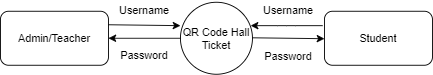 Username
Username
Admin/Teacher
QR Code Hall
Ticket
Student
Password
Password